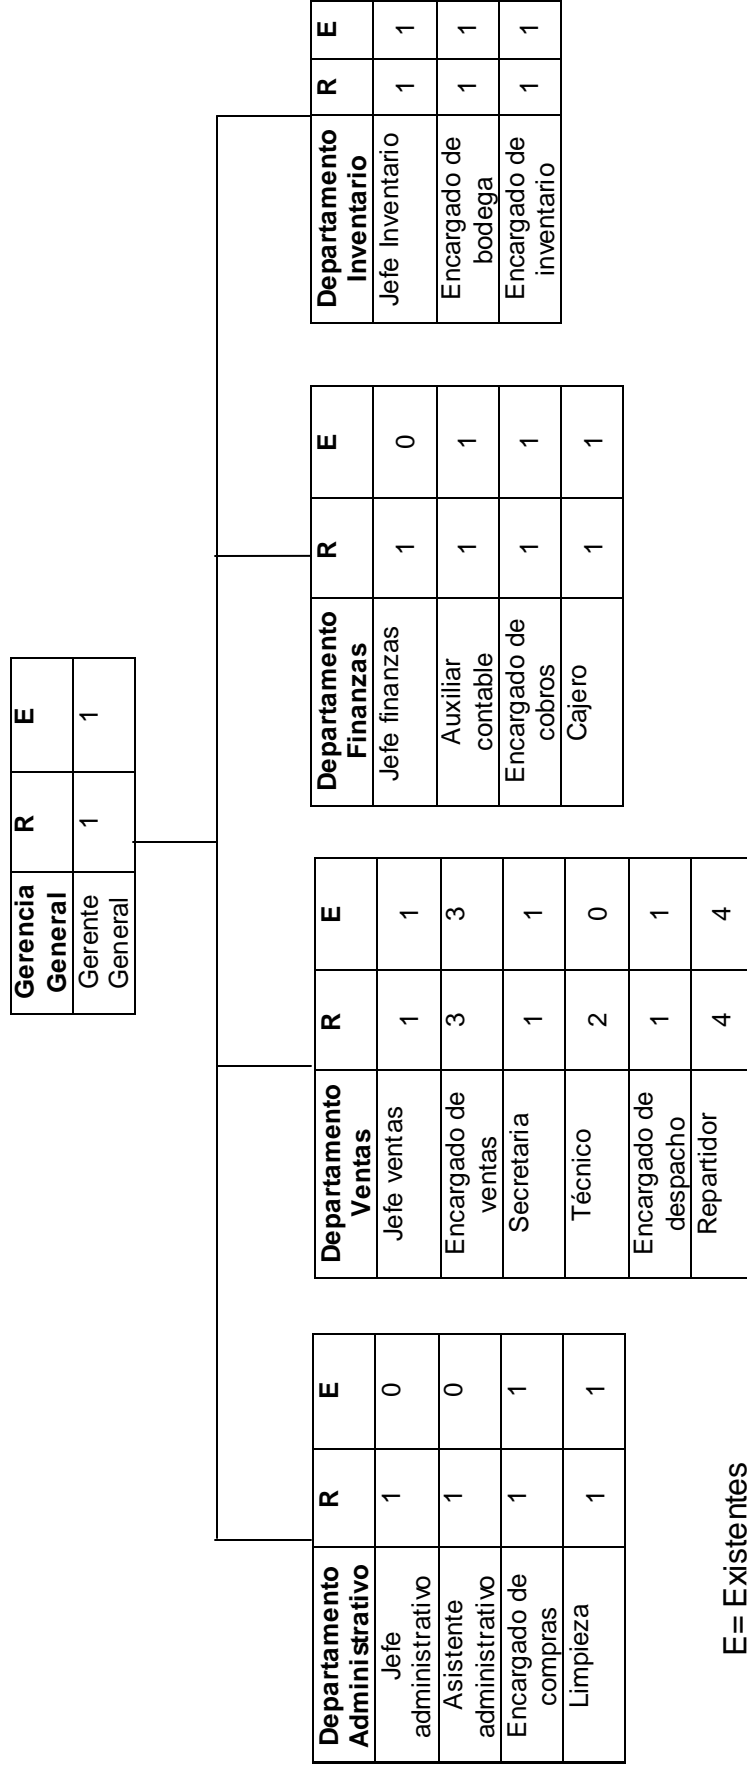 Gerencia R E
General
Gerente 1 1
General
Departamento R E
Administrativo
Jefe 1 0
administrativo
Asistente 1 0
administrativo
Encargado de 1 1
compras
Limpieza 1 1
Departamento R E
Ventas
Jefe ventas 1 1
Encargado de 3 3
ventas
Secretaria 1 1
Técnico 2 0
Encargado de 1 1
despacho
Repartidor 4 4
Departamento R E
Finanzas
Jefe finanzas 1 0
Auxiliar 1 1
contable
Encargado de 1 1
cobros
Cajero 1 1
Departamento R E
Inventario
Jefe Inventario 1 1
Encargado de 1 1
bodega
Encargado de 1 1
inventario
E= Existentes